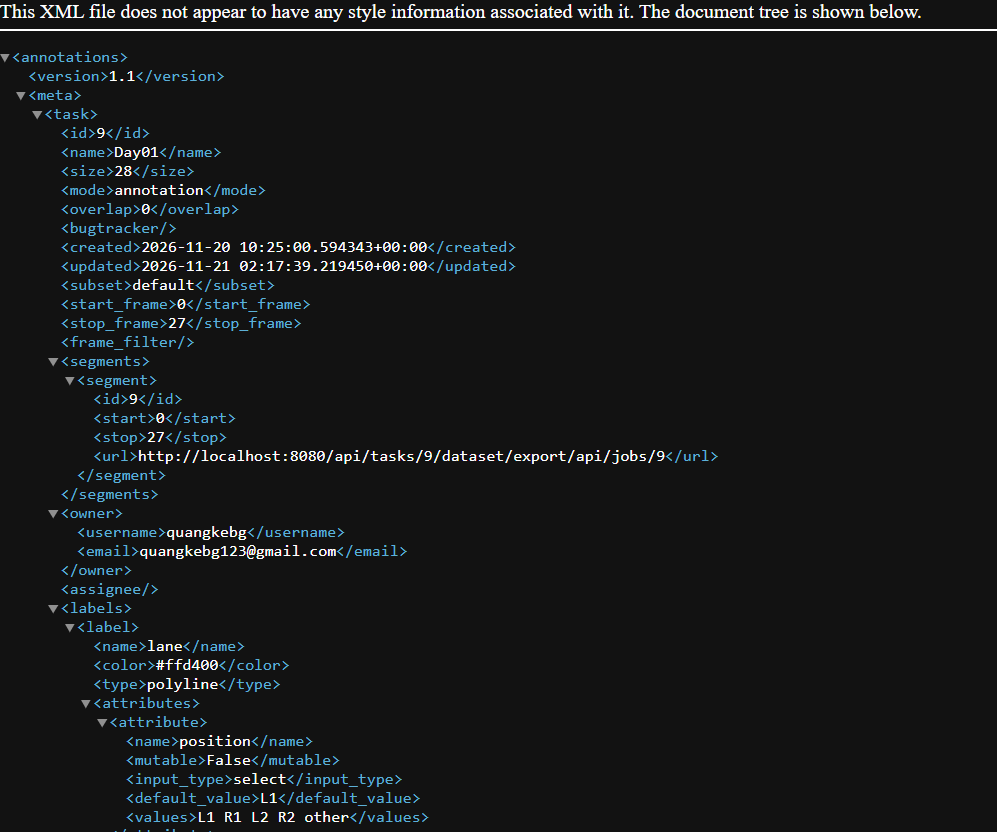 This XML file does not appear to have any style information associated with it. The document tree is shown below.
▼<annotations>
<version>1.1</version>
▼<meta>
▼<task>
<id>9</id>
<name>Day01</name>
<size>28</size>
<mode>annotation</mode>
<overlap>0</overlap>
<bugtracker/>
<created>2026-11-20 10:25:00.594343+00:00</created>
<updated>2026-11-21 02:17:39.219450+00:00</updated>
<subset>default</subset>
<start_frame>0</start_frame>
<stop_frame>27</stop_frame>
<frame_filter/>
▼<segments>
▼<segment>
<id>9</id>
<start>0</start>
<stop>27</stop>
<url>http://localhost:8080/api/tasks/9/dataset/export/api/jobs/9</url>
</segment>
</segments>
▼<owner>
<username>quangkebg</username>
<email>quangkebg123@gmail.com</email>
</owner>
<assignee/>
▼<labels>
▼<label>
<name>lane</name>
<color>#ffd400</color>
<type>polyline</type>
▼<attributes>
▼<attribute>
<name>position</name>
<mutable>False</mutable>
<input_type>select</input_type>
<default_value>L1</default_value>
<values>L1 R1 L2 R2 other</values>